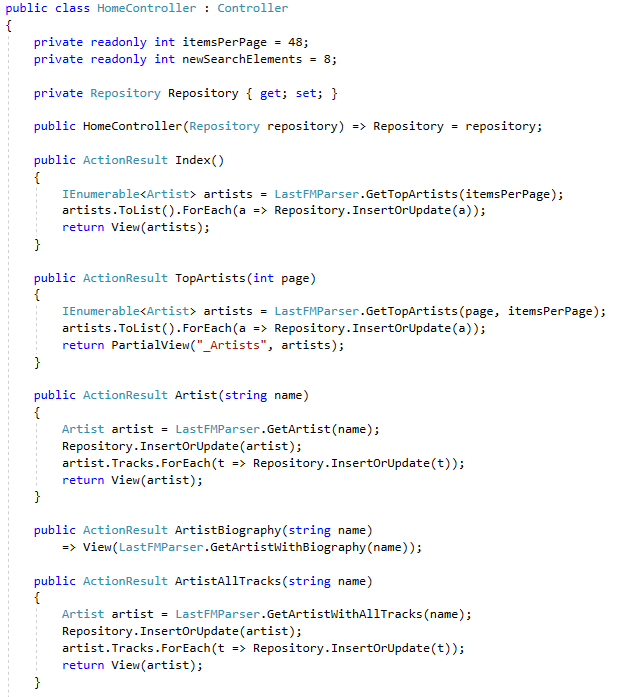 public class HomeController : Controller
{
    private readonly int itemsPerPage = 48;
    private readonly int newSearchElements = 8;

    private Repository Repository { get; set; }

    public HomeController(Repository repository) => Repository = repository;

    public ActionResult Index()
    {
        IEnumerable<Artist> artists = LastFMParser.GetTopArtists(itemsPerPage);
        artists.ToList().ForEach(a => Repository.InsertOrUpdate(a));
        return View(artists);
    }

    public ActionResult TopArtists(int page)
    {
        IEnumerable<Artist> artists = LastFMParser.GetTopArtists(page, itemsPerPage);
        artists.ToList().ForEach(a => Repository.InsertOrUpdate(a));
        return PartialView("_Artists", artists);
    }

    public ActionResult Artist(string name)
    {
        Artist artist = LastFMParser.GetArtist(name);
        Repository.InsertOrUpdate(artist);
        artist.Tracks.ForEach(t => Repository.InsertOrUpdate(t));
        return View(artist);
    }

    public ActionResult ArtistBiography(string name)
        => View(LastFMParser.GetArtistWithBiography(name));

    public ActionResult ArtistAllTracks(string name)
    {
        Artist artist = LastFMParser.GetArtistWithAllTracks(name);
        Repository.InsertOrUpdate(artist);
        artist.Tracks.ForEach(t => Repository.InsertOrUpdate(t));
        return View(artist);
    }